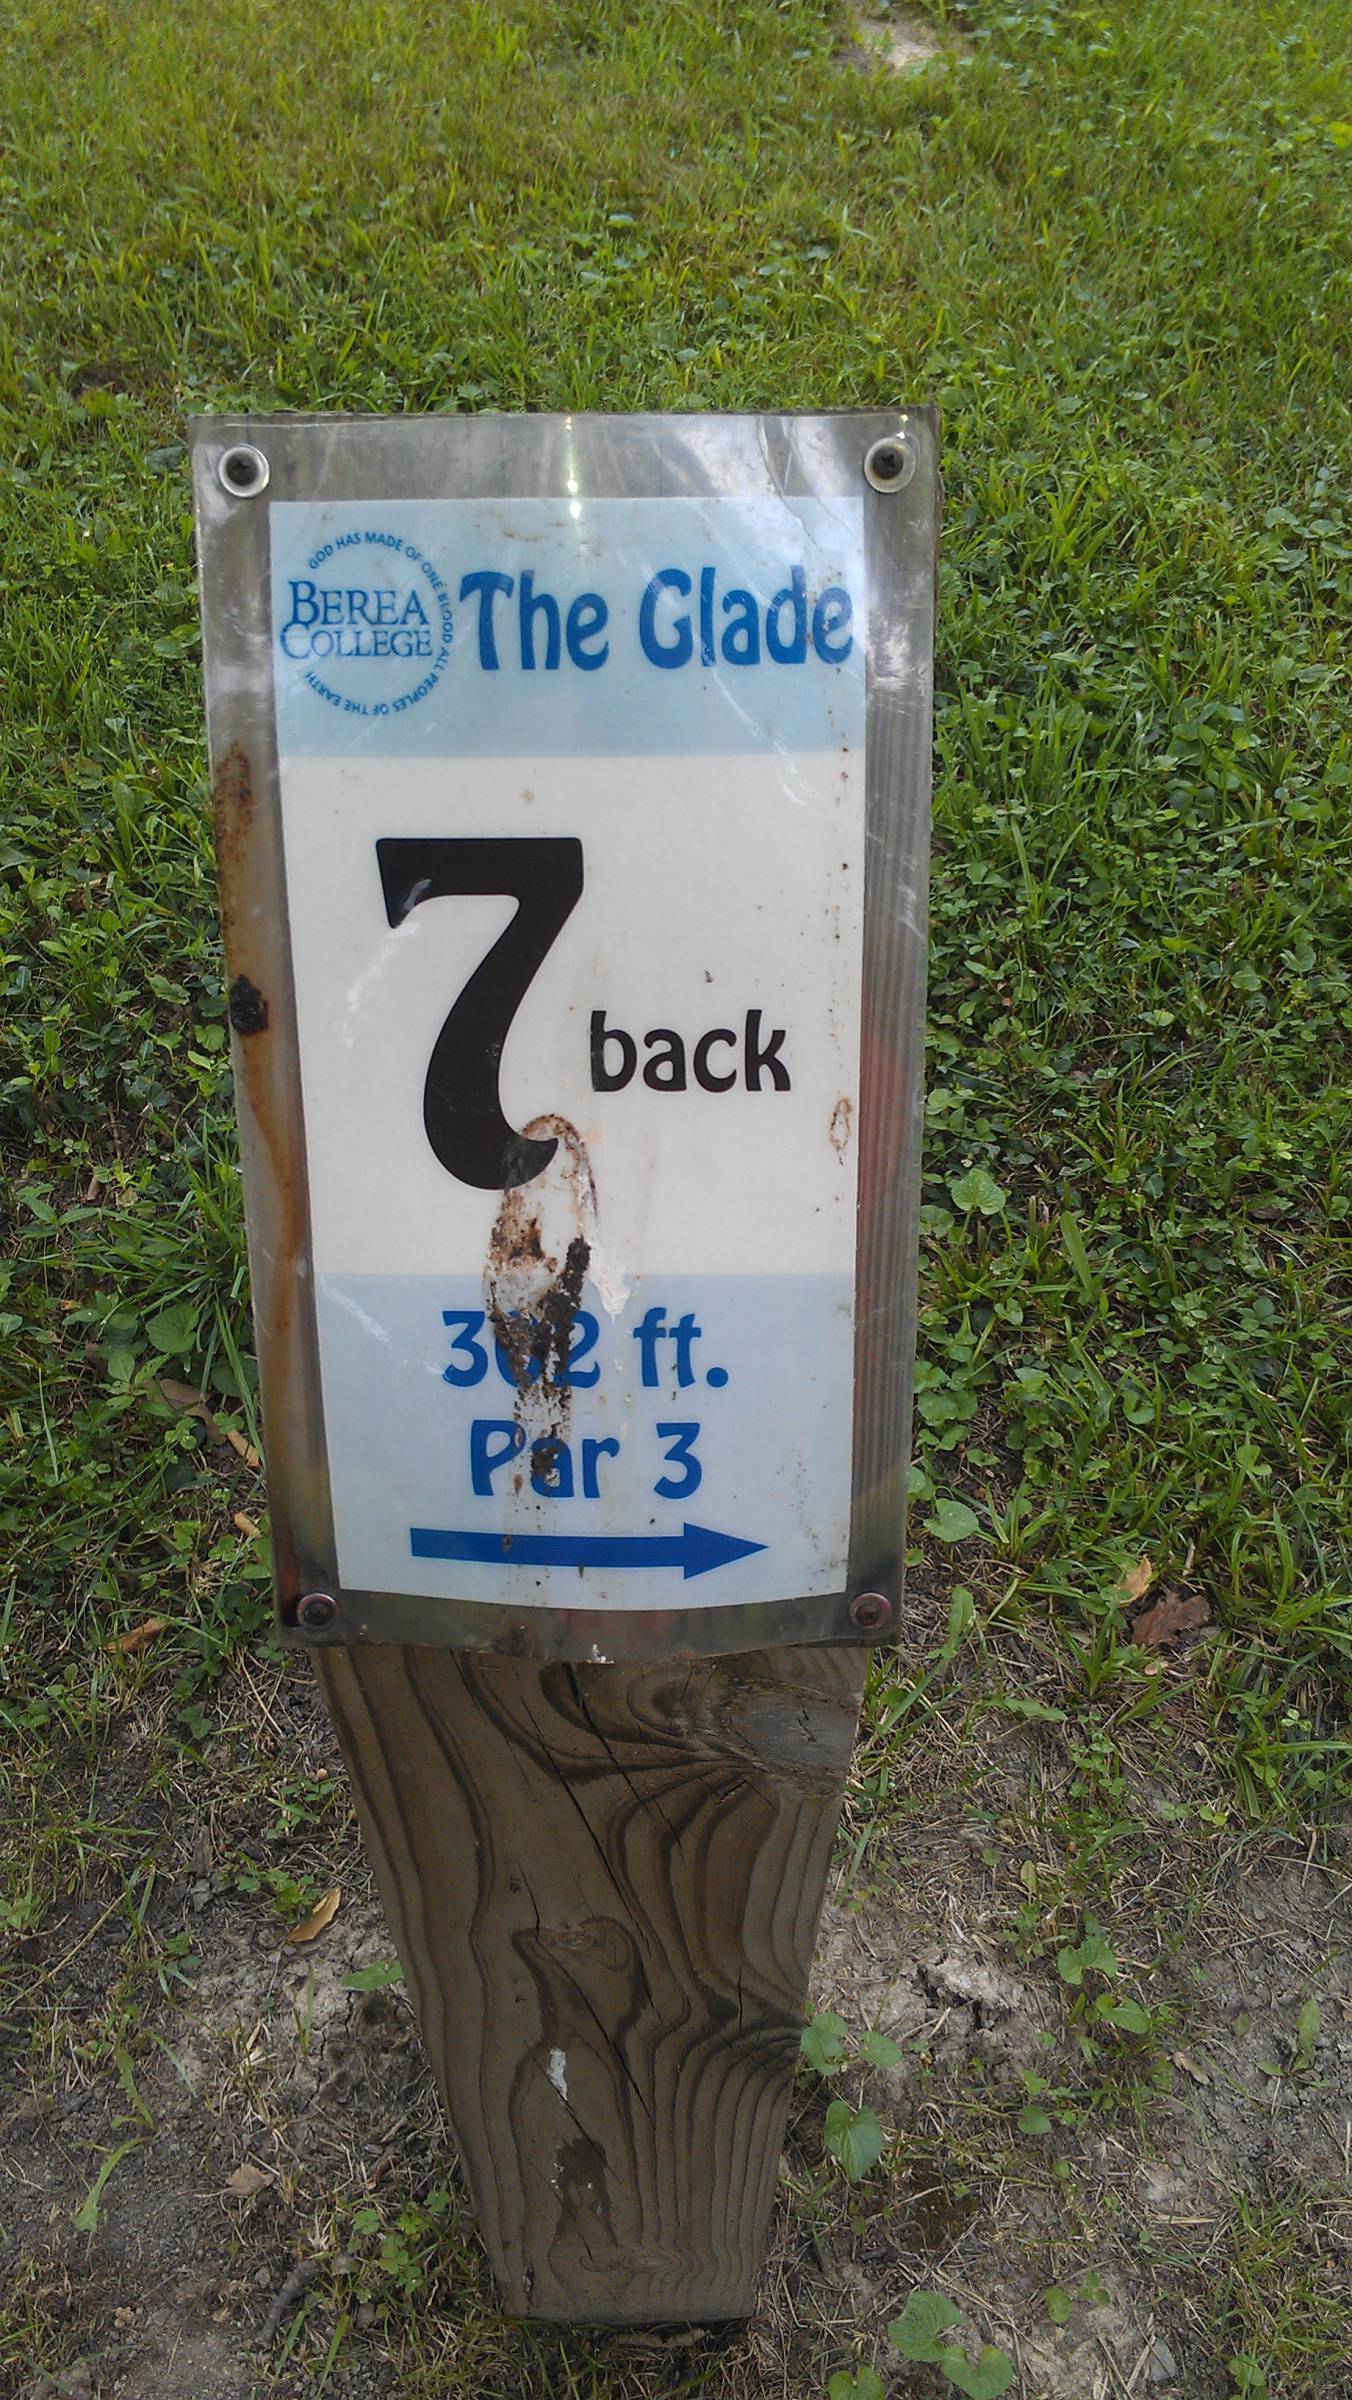 GOD HAS MADE OF ONE BLOOD ALL PEOPLES OF THE EARTH
BEREA
COLLEGE
The Glade
7 back
302 ft.
Par 3